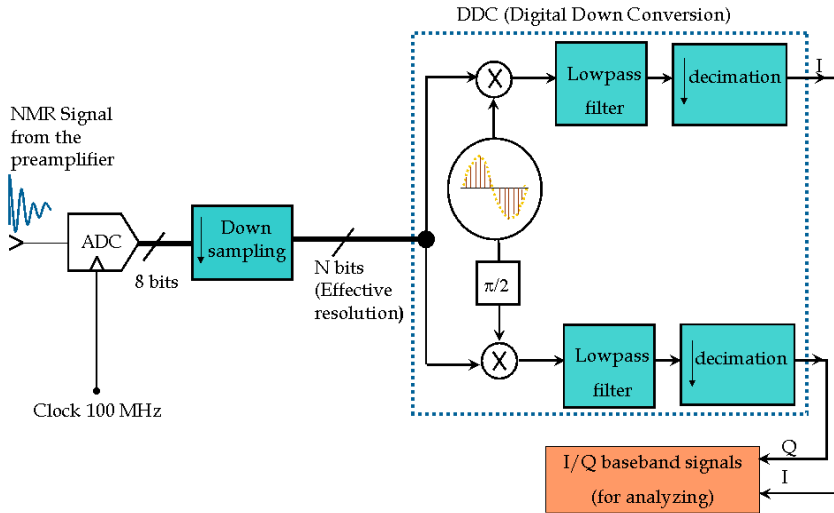 DDC (Digital Down Conversion)
NMR Signal
from the
preamplifier
ADC
8 bits
Clock 100 MHz
Down
sampling
N bits
(Effective
resolution)
X
Lowpass
filter
decimation
I
π/2
X
Lowpass
filter
decimation
Q
I
I/Q baseband signals
(for analyzing)